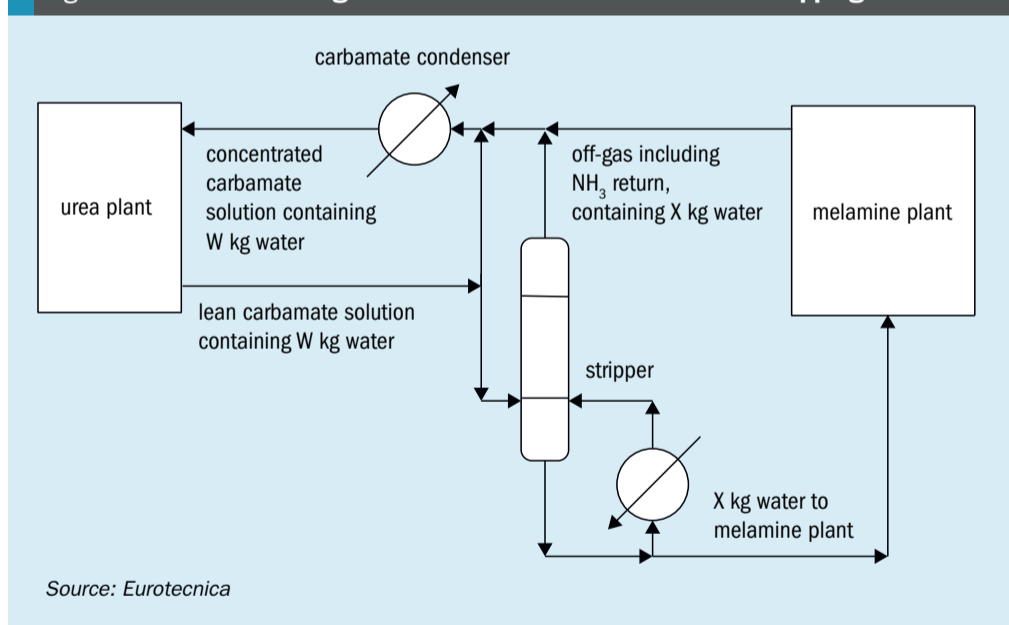 carbamate condenser
urea plant
concentrated
carbamate
solution containing
W kg water
off-gas including
NH₃ return,
containing X kg water
melamine plant
lean carbamate solution
containing W kg water
stripper
X kg water to
melamine plant
Source: Eurotecnica